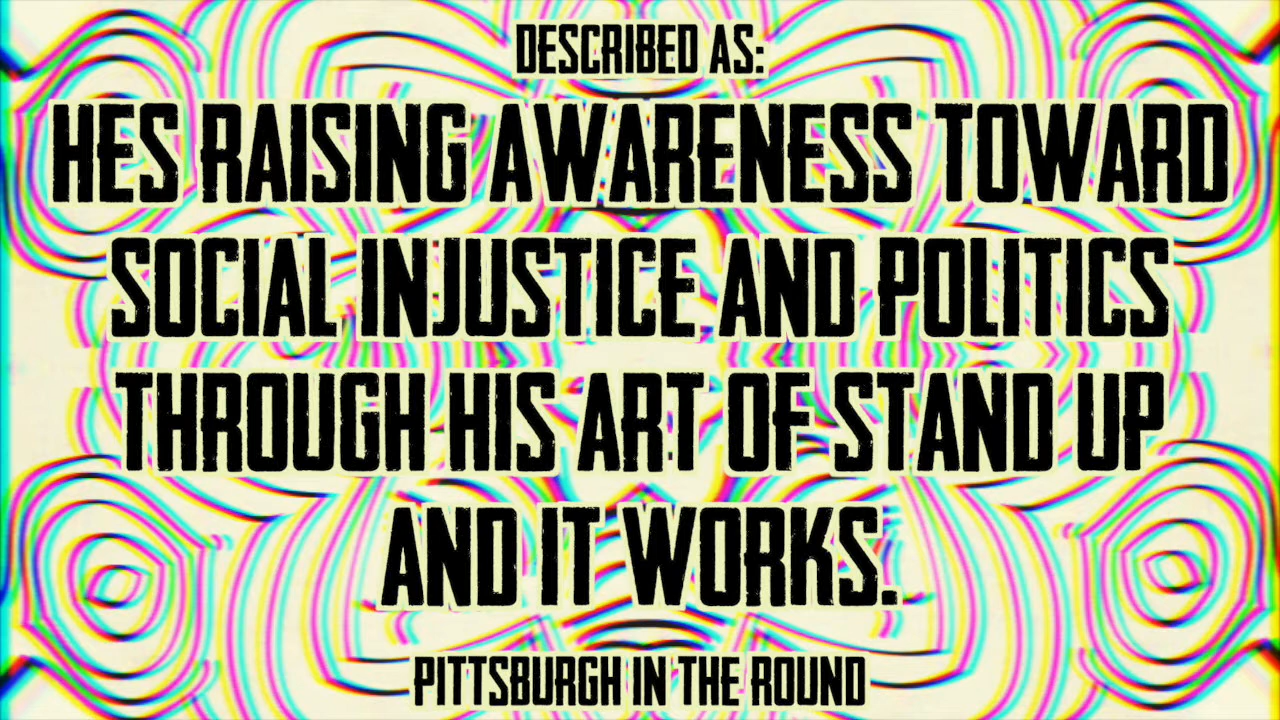 DESCRIBED AS:
HES RAISING AWARENESS TOWARD
SOCIAL INJUSTICE AND POLITICS
THROUGH HIS ART OF STAND UP
AND IT WORKS.
PITTSBURGH IN THE ROUND